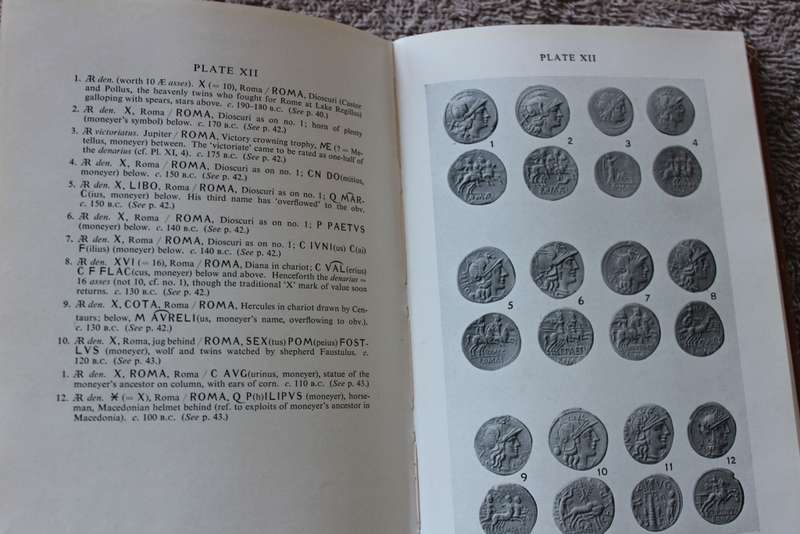 PLATE XII
1. Æ den. (worth 10 Æ asses). X (= 10), Roma / ROMA, Dioscuri (Castor
and Pollux, the heavenly twins who fought for Rome at Lake Regillus)
galloping with spears, stars above. c. 190–180 B.C. (See p. 40.)
2. Æ den. X, Roma / ROMA, Dioscuri as on no. 1; horn of plenty
(moneyer's symbol) below. c. 170 B.C. (See p. 42.)
3. Æ victoriatus. Jupiter / ROMA, Victory crowning trophy, ME (? = Me-
tellus, moneyer) between. The 'victoriate' came to be rated as one-half of
the denarius (cf. Pl. XI, 4). c. 175 B.C. (See p. 42.)
4. Æ den. X, Roma / ROMA, Dioscuri as on no. 1; CN DO(mitius,
moneyer) below. c. 150 B.C. (See p. 42.)
5. Æ den. X, LIBO, Roma / ROMA, Dioscuri as on no. 1; Q MAR-
C(ius, moneyer) below. His third name has 'overflowed' to the obv.
c. 150 B.C. (See p. 42.)
6. Æ den. X, Roma / ROMA, Dioscuri as on no. 1; P PAETVS
(moneyer) below. c. 140 B.C. (See p. 42.)
7. Æ den. X, Roma / ROMA, Dioscuri as on no. 1; C IVNI(us) C(ai)
F(ilius) (moneyer) below. c. 140 B.C. (See p. 42.)
8. Æ den. XVI (= 16), Roma / ROMA, Diana in chariot; C VAL(erius)
C F FLAC(cus, moneyer) below and above. Henceforth the denarius =
16 asses (not 10, cf. no. 1), though the traditional 'X' mark of value soon
returns. c. 130 B.C. (See p. 42.)
9. Æ den. X, COTA, Roma / ROMA, Hercules in chariot drawn by Cen-
taurs; below, M AVRELI(us, moneyer's name, overflowing to obv.).
c. 130 B.C. (See p. 42.)
10. Æ den. X, Roma, jug behind / ROMA, SEX(tus) POM(peius) FOST-
LVS (moneyer), wolf and twins watched by shepherd Faustulus. c.
120 B.C. (See p. 43.)
1. Æ den. X, ROMA, Roma / C AVG(urinus, moneyer), statue of the
moneyer's ancestor on column, with ears of corn. c. 110 B.C. (See p. 43.)
12. Æ den. Ӿ (= X), Roma / ROMA, Q P(h)ILIPVS (moneyer), horse-
man, Macedonian helmet behind (ref. to exploits of moneyer's ancestor in
Macedonia). c. 100 B.C. (See p. 43.)
PLATE XII
1 2 3 4
5 6 7 8
9 10 11 12